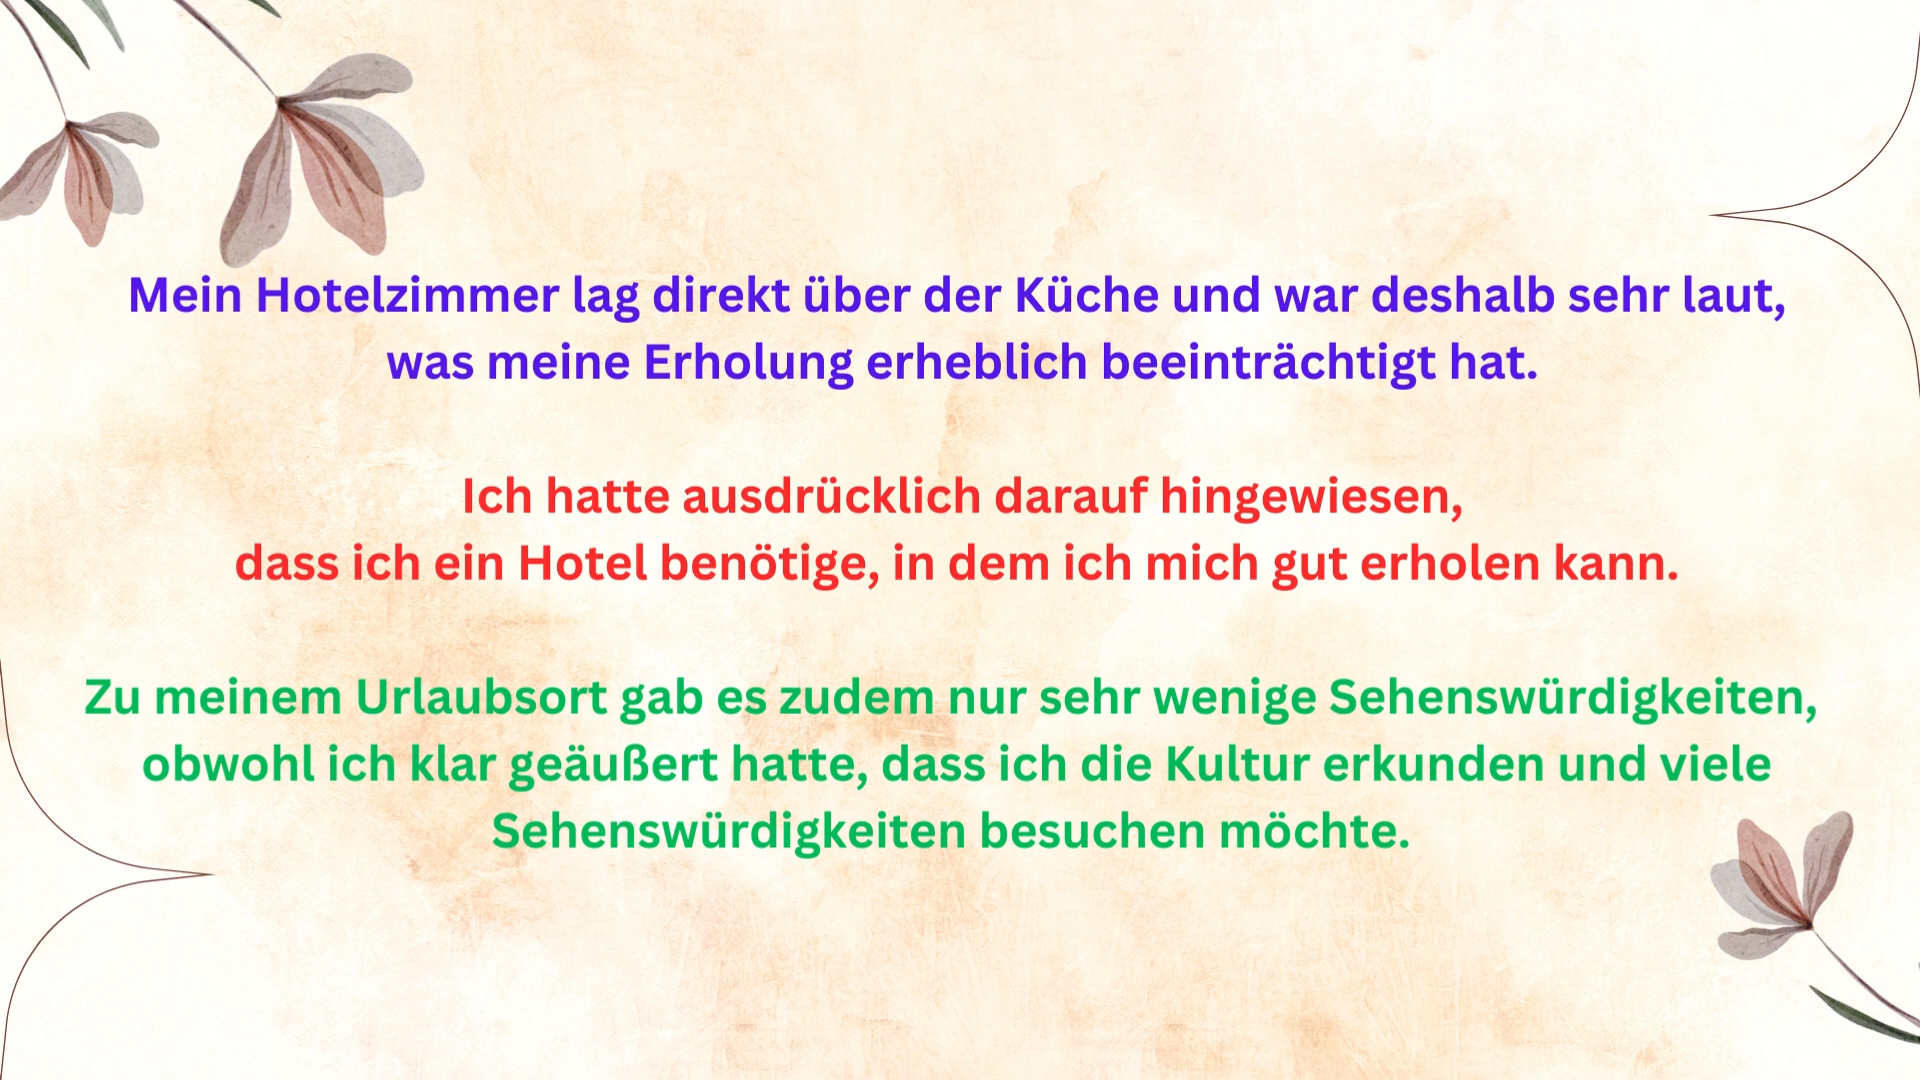 Mein Hotelzimmer lag direkt über der Küche und war deshalb sehr laut,
was meine Erholung erheblich beeinträchtigt hat.
Ich hatte ausdrücklich darauf hingewiesen,
dass ich ein Hotel benötige, in dem ich mich gut erholen kann.
Zu meinem Urlaubsort gab es zudem nur sehr wenige Sehenswürdigkeiten,
obwohl ich klar geäußert hatte, dass ich die Kultur erkunden und viele
Sehenswürdigkeiten besuchen möchte.